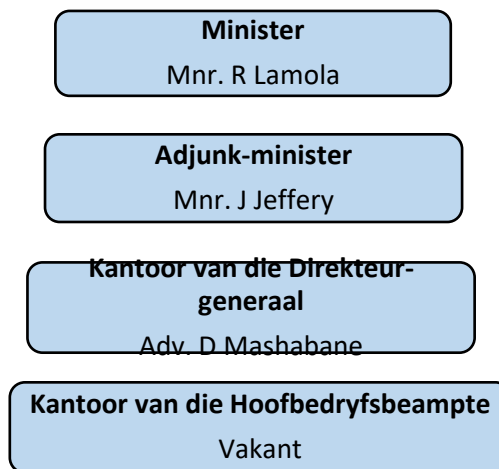 Minister
Mnr. R Lamola
Adjunk-minister
Mnr. J Jeffery
Kantoor van die Direkteur-
generaal
Adv. D Mashabane
Kantoor van die Hoofbedryfsbeampte
Vakant